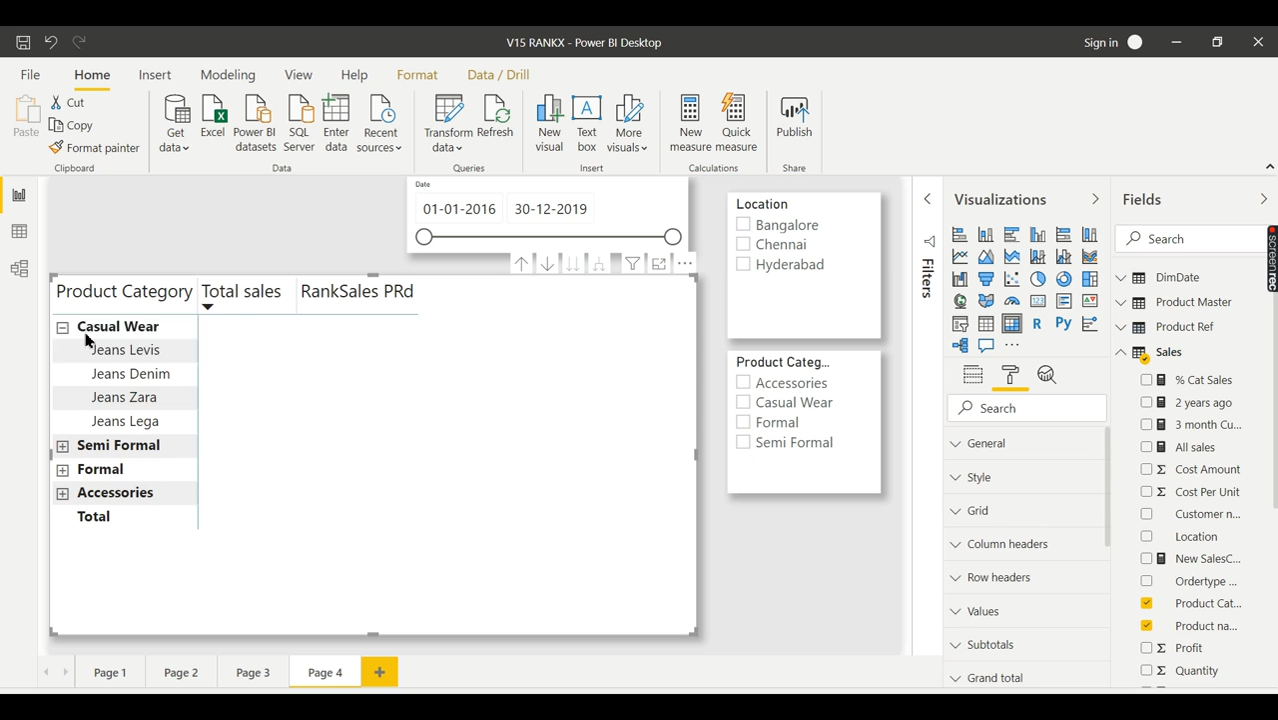 V15 RANKX - Power BI Desktop
Sign in
File Home Insert Modeling View Help Format Data / Drill
Paste
Cut
Copy
Format painter
Clipboard
Get data
Excel
Power BI datasets
SQL Server
Enter data
Recent sources
Data
Transform data
Refresh
Queries
New visual
A
Text box
More visuals
Insert
New measure
Quick measure
Calculations
Publish
Share
Date
01-01-2016 30-12-2019
Product Category Total sales RankSales PRd
Casual Wear
Jeans Levis
Jeans Denim
Jeans Zara
Jeans Lega
Semi Formal
Formal
Accessories
Total
Location
Bangalore
Chennai
Hyderabad
Product Categ...
Accessories
Casual Wear
Formal
Semi Formal
Filters
Visualizations
123
R
Py
Search
General
Style
Grid
Column headers
Row headers
Values
Subtotals
Grand total
Fields
Search
DimDate
Product Master
Product Ref
Sales
% Cat Sales
2 years ago
3 month Cu...
All sales
Σ Cost Amount
Σ Cost Per Unit
Customer n...
Location
New SalesC...
Ordertype ...
Product Cat...
Product na...
Σ Profit
Σ Quantity
screenrec
Page 1 Page 2 Page 3 Page 4 +